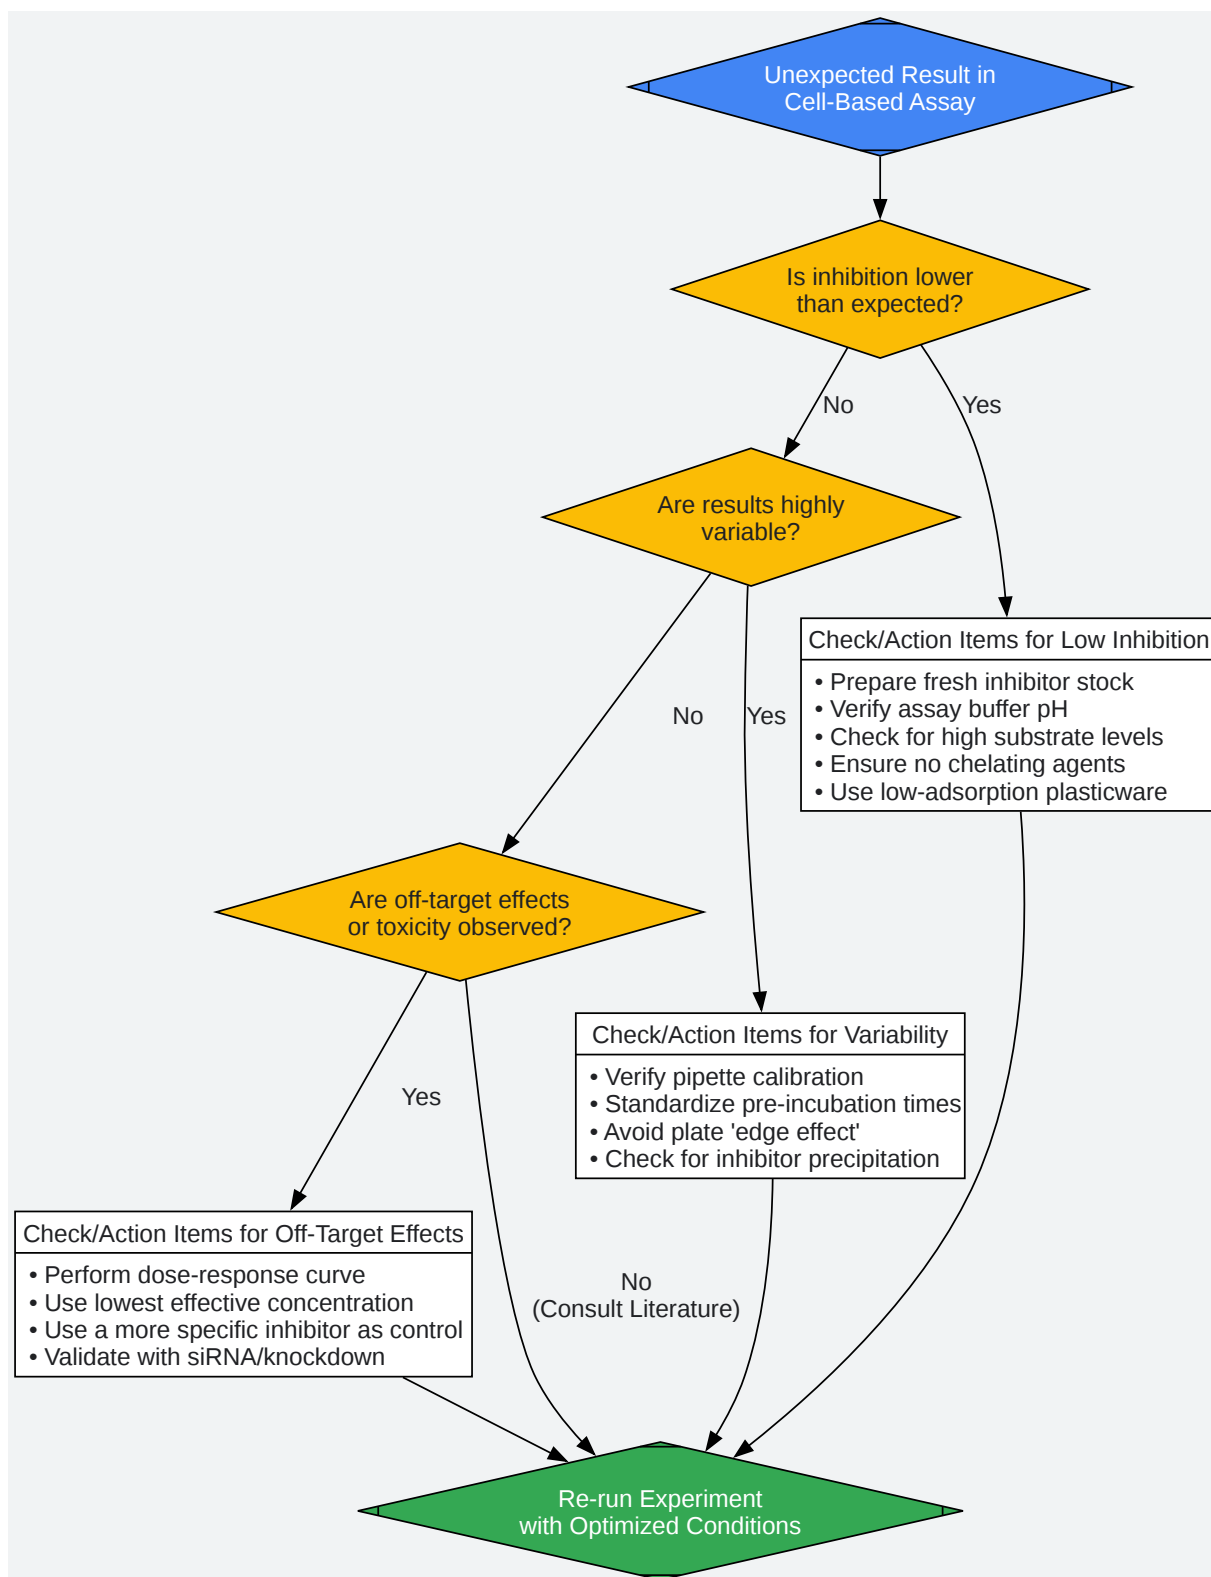 Unexpected Result in
Cell-Based Assay
Is inhibition lower
than expected?
No
Yes
Are results highly
variable?
Check/Action Items for Low Inhibition
• Prepare fresh inhibitor stock
• Verify assay buffer pH
• Check for high substrate levels
• Ensure no chelating agents
• Use low-adsorption plasticware
No
Yes
Are off-target effects
or toxicity observed?
Check/Action Items for Variability
• Verify pipette calibration
• Standardize pre-incubation times
• Avoid plate 'edge effect'
• Check for inhibitor precipitation
Yes
Check/Action Items for Off-Target Effects
• Perform dose-response curve
• Use lowest effective concentration
• Use a more specific inhibitor as control
• Validate with siRNA/knockdown
No
(Consult Literature)
Re-run Experiment
with Optimized Conditions